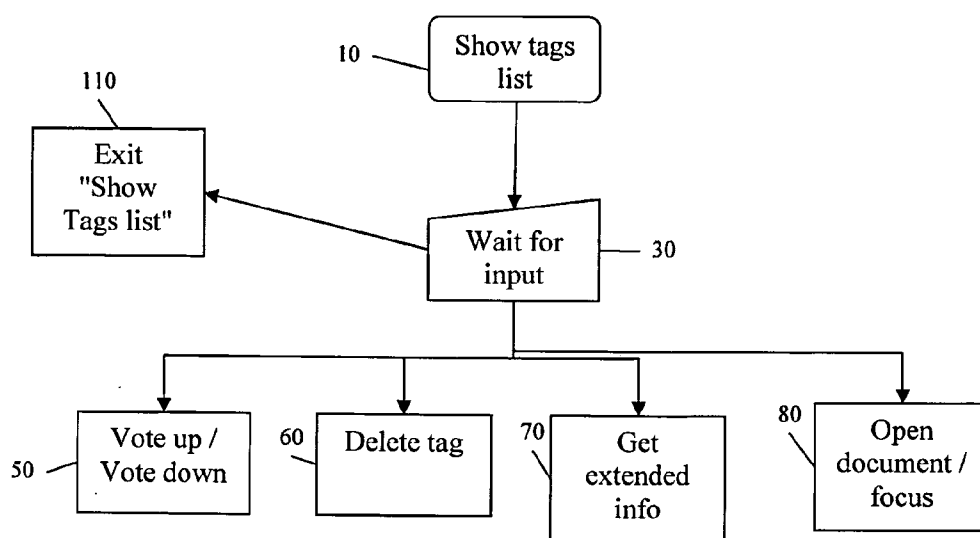 10
Show tags
list
110
Exit
"Show
Tags list"
Wait for
input
30
50
Vote up /
Vote down
60
Delete tag
70
Get
extended
info
80
Open
document /
focus